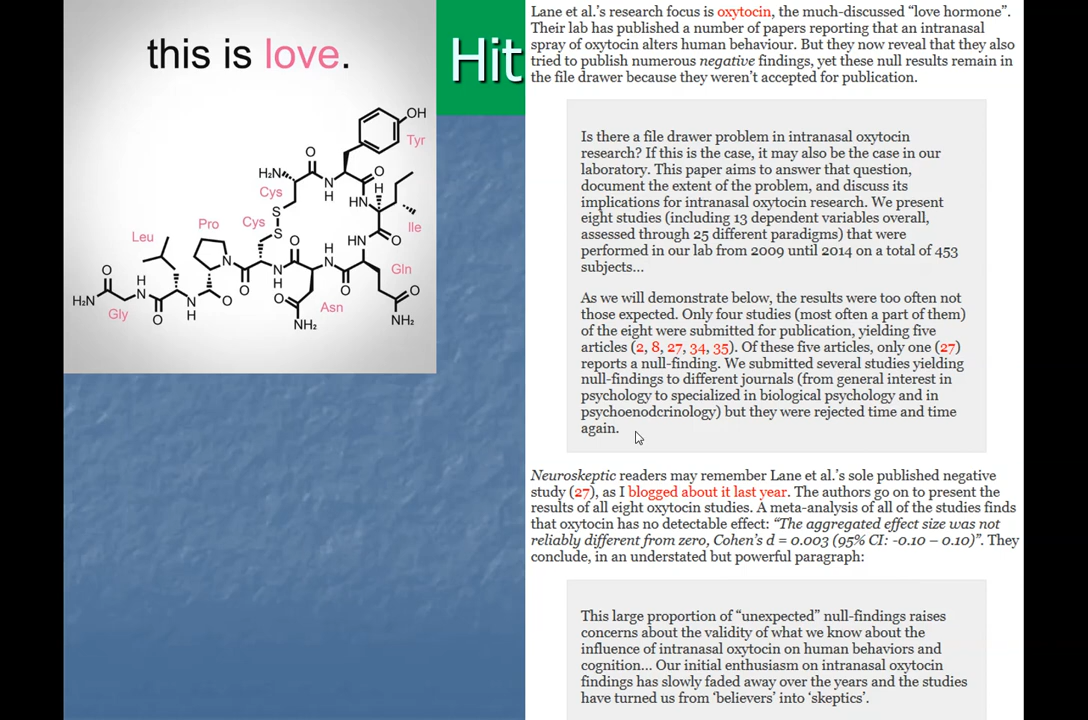 this is love.
OH
Tyr
O
H₂N
Cys
N
H
O
H
HN
S
S
Cys
Ile
O
HN
Pro
Leu
N
O
N
H
O
H
N
O
Gln
O
Asn
O
NH₂
NH₂
O
H₂N
H
N
Gly
O
N
H
O
Hit
Lane et al.’s research focus is oxytocin, the much-discussed “love hormone”.
Their lab has published a number of papers reporting that an intranasal
spray of oxytocin alters human behaviour. But they now reveal that they also
tried to publish numerous negative findings, yet these null results remain in
the file drawer because they weren’t accepted for publication.
Is there a file drawer problem in intranasal oxytocin
research? If this is the case, it may also be the case in our
laboratory. This paper aims to answer that question,
document the extent of the problem, and discuss its
implications for intranasal oxytocin research. We present
eight studies (including 13 dependent variables overall,
assessed through 25 different paradigms) that were
performed in our lab from 2009 until 2014 on a total of 453
subjects…
As we will demonstrate below, the results were too often not
those expected. Only four studies (most often a part of them)
of the eight were submitted for publication, yielding five
articles (2, 8, 27, 34, 35). Of these five articles, only one (27)
reports a null-finding. We submitted several studies yielding
null-findings to different journals (from general interest in
psychology to specialized in biological psychology and in
psychoenodcrinology) but they were rejected time and time
again.
Neuroskeptic readers may remember Lane et al.’s sole published negative
study (27), as I blogged about it last year. The authors go on to present the
results of all eight oxytocin studies. A meta-analysis of all of the studies finds
that oxytocin has no detectable effect: “The aggregated effect size was not
reliably different from zero, Cohen’s d = 0.003 (95% CI: -0.10 – 0.10)”. They
conclude, in an understated but powerful paragraph:
This large proportion of “unexpected” null-findings raises
concerns about the validity of what we know about the
influence of intranasal oxytocin on human behaviors and
cognition… Our initial enthusiasm on intranasal oxytocin
findings has slowly faded away over the years and the studies
have turned us from ‘believers’ into ‘skeptics’.